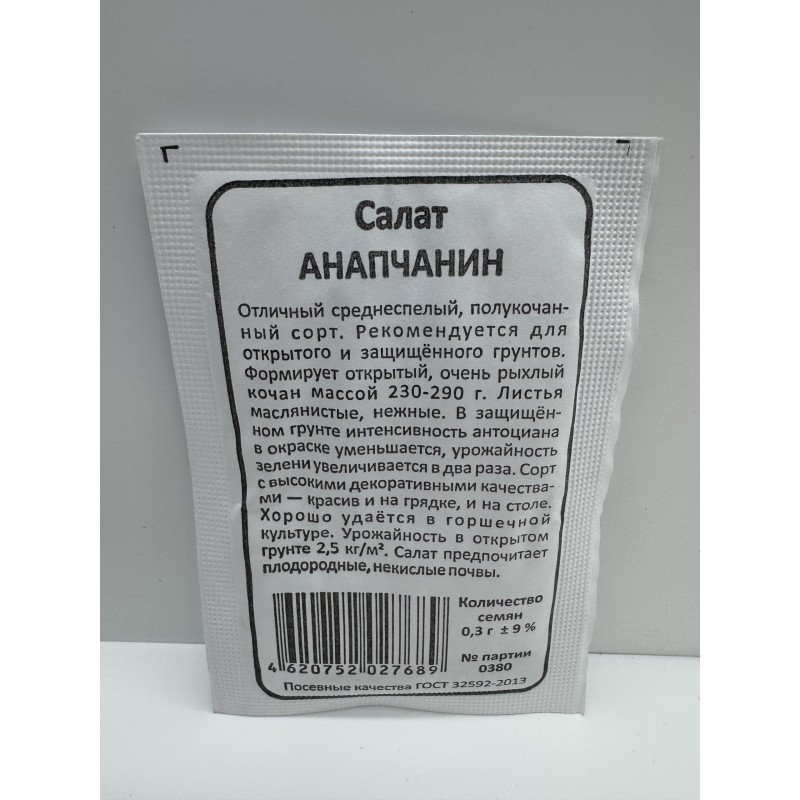 Салат
АНАПЧАНИН
Отличный среднеспелый, полукочан-
ный сорт. Рекомендуется для
открытого и защищённого грунтов.
Формирует открытый, очень рыхлый
кочан массой 230-290 г. Листья
маслянистые, нежные. В защищён-
ном грунте интенсивность антоциана
в окраске уменьшается, урожайность
зелени увеличивается в два раза. Сорт
с высокими декоративными качества-
ми — красив и на грядке, и на столе.
Хорошо удаётся в горшечной
культуре. Урожайность в открытом
грунте 2,5 кг/м². Салат предпочитает
плодородные, некислые почвы.
Количество
семян
0,3 г ± 9 %
№ партии
0380
4 620752 027689
Посевные качества ГОСТ 32592-2013